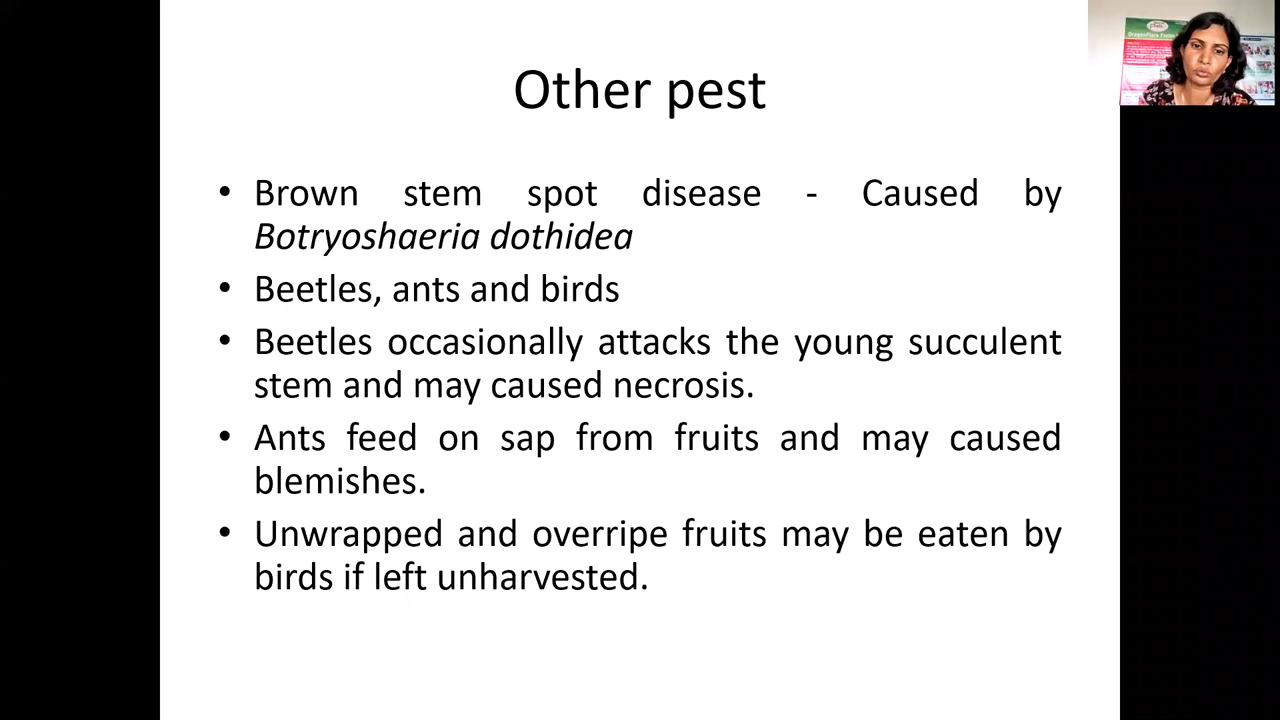 Other pest
• Brown stem spot disease - Caused by
Botryoshaeria dothidea
• Beetles, ants and birds
• Beetles occasionally attacks the young succulent
stem and may caused necrosis.
• Ants feed on sap from fruits and may caused
blemishes.
• Unwrapped and overripe fruits may be eaten by
birds if left unharvested.